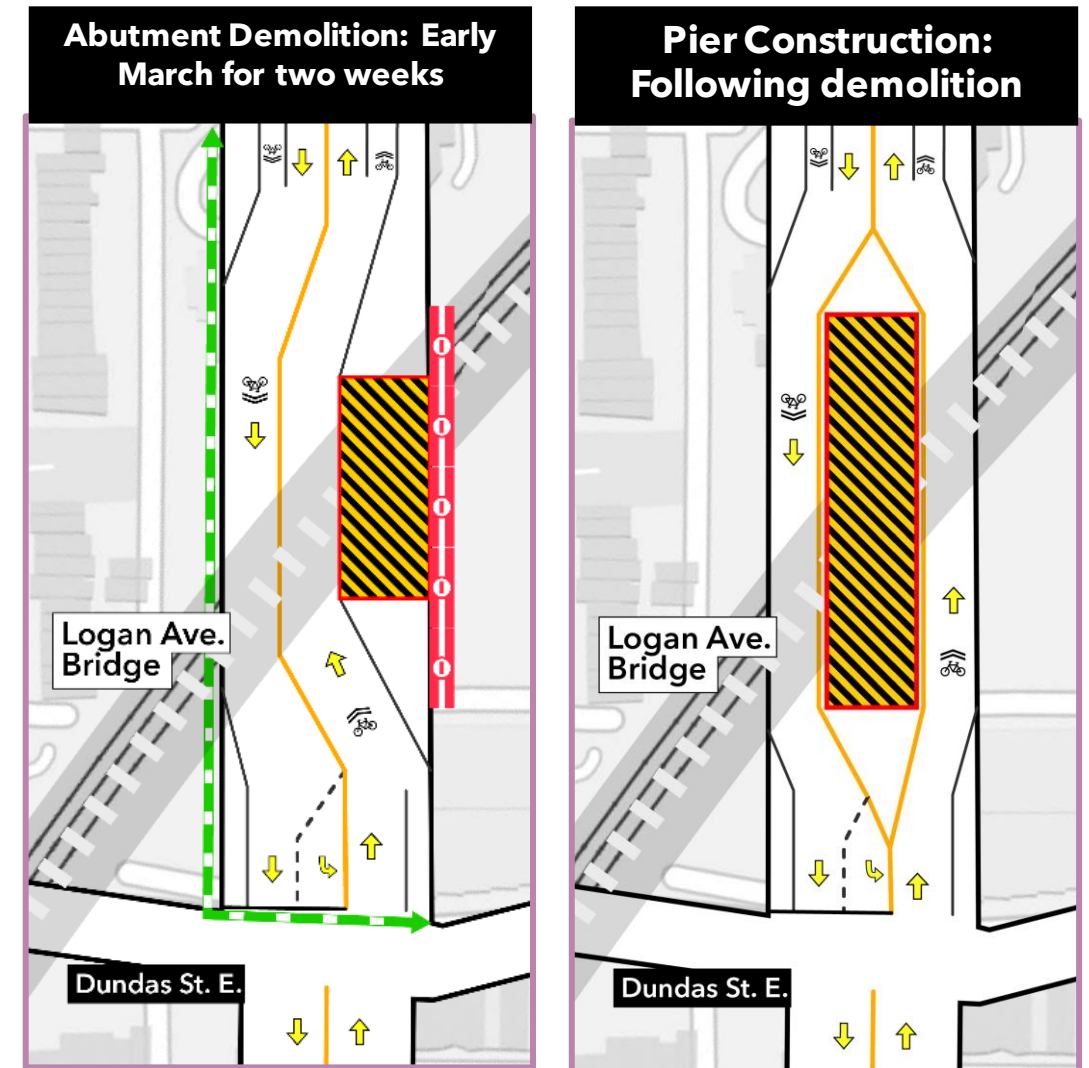 Abutment Demolition: Early
March for two weeks
Logan Ave.
Bridge
Dundas St. E.
Pier Construction:
Following demolition
Logan Ave.
Bridge
Dundas St. E.